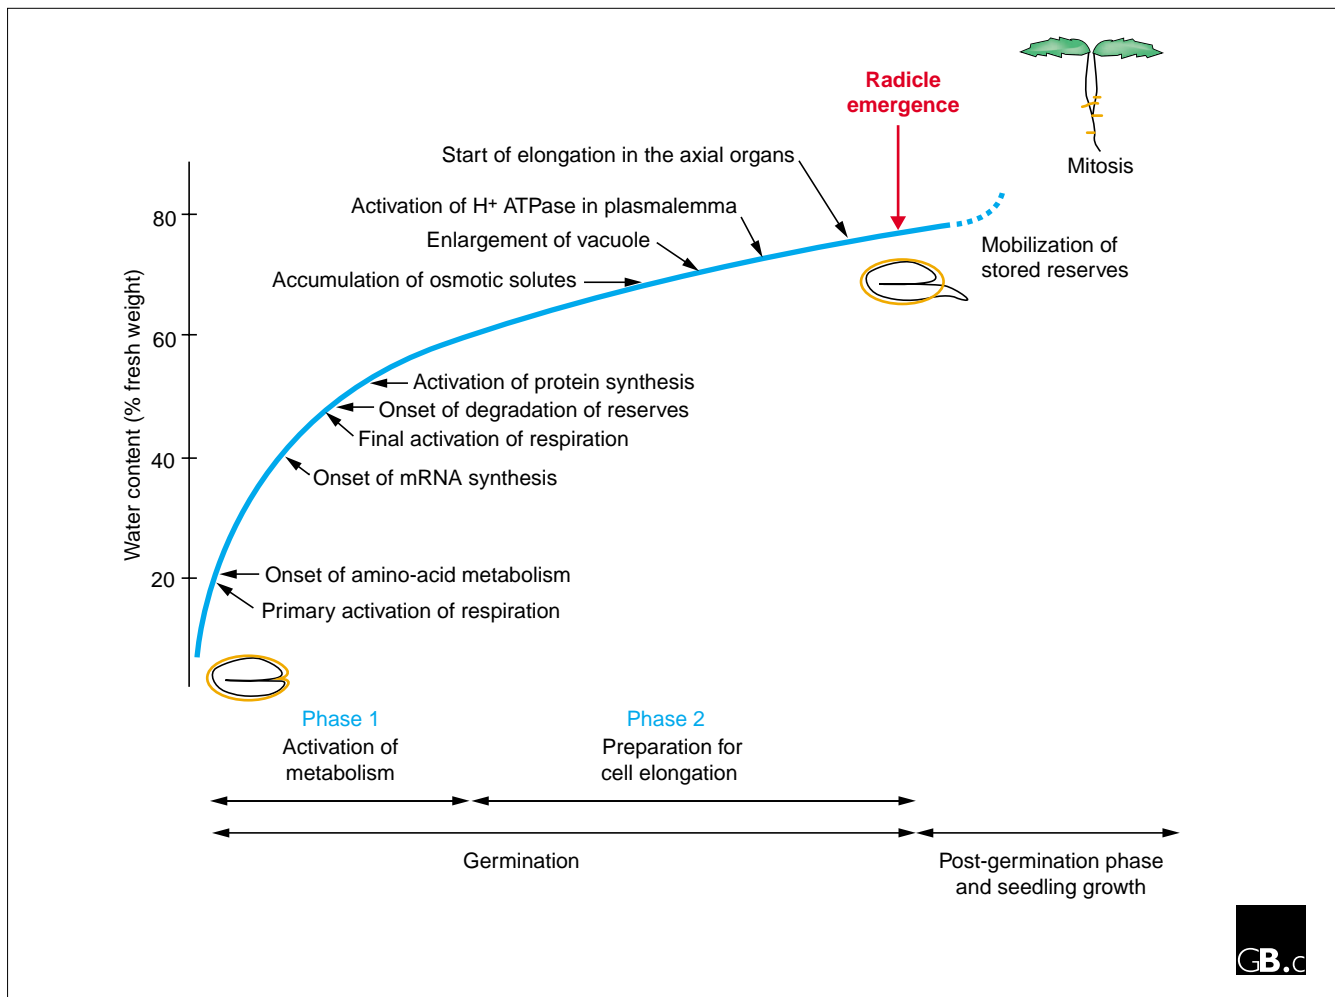 Radicle
emergence
Mitosis
Start of elongation in the axial organs
Activation of H+ ATPase in plasmalemma
Enlargement of vacuole
Accumulation of osmotic solutes
Mobilization of
stored reserves
Water content (% fresh weight)
80
60
40
20
Activation of protein synthesis
Onset of degradation of reserves
Final activation of respiration
Onset of mRNA synthesis
Onset of amino-acid metabolism
Primary activation of respiration
Phase 1
Activation of
metabolism
Phase 2
Preparation for
cell elongation
Germination
Post-germination phase
and seedling growth
GB.c